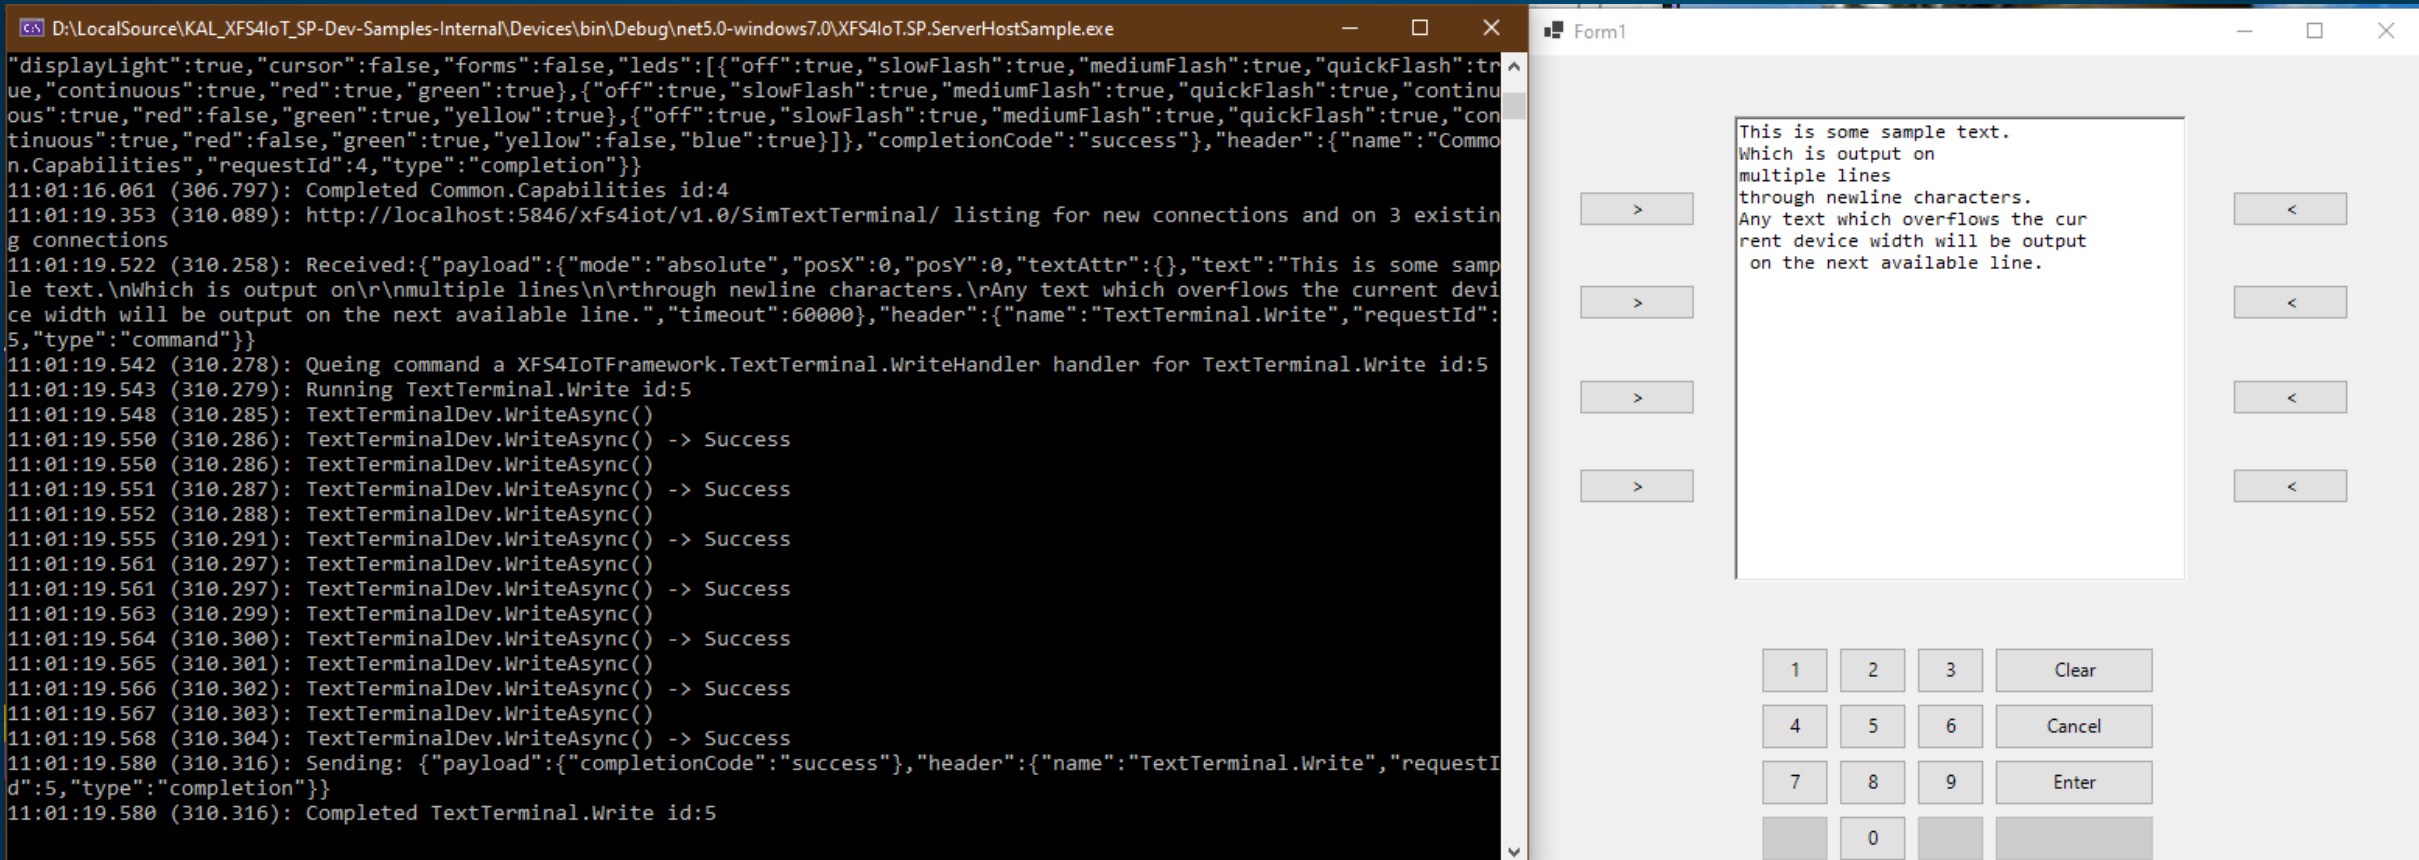 D:\LocalSource\KAL_XFS4IoT_SP-Dev-Samples-Internal\Devices\bin\Debug\net5.0-windows7.0\XFS4IoT.SP.ServerHostSample.exe
"displayLight":true,"cursor":false,"forms":false,"leds":[{"off":true,"slowFlash":true,"mediumFlash":true,"quickFlash":tr
ue,"continuous":true,"red":true,"green":true},{"off":true,"slowFlash":true,"mediumFlash":true,"quickFlash":true,"continu
ous":true,"red":false,"green":true,"yellow":true},{"off":true,"slowFlash":true,"mediumFlash":true,"quickFlash":true,"con
tinuous":true,"red":false,"green":true,"yellow":false,"blue":true}]},"completionCode":"success"},"header":{"name":"Commo
n.Capabilities","requestId":4,"type":"completion"}}
11:01:16.061 (306.797): Completed Common.Capabilities id:4
11:01:19.353 (310.089): http://localhost:5846/xfs4iot/v1.0/SimTextTerminal/ listing for new connections and on 3 existin
g connections
11:01:19.522 (310.258): Received:{"payload":{"mode":"absolute","posX":0,"posY":0,"textAttr":{},"text":"This is some samp
le text.\nWhich is output on\r\nmultiple lines\n\rthrough newline characters.\rAny text which overflows the current devi
ce width will be output on the next available line.","timeout":60000},"header":{"name":"TextTerminal.Write","requestId":
5,"type":"command"}}
11:01:19.542 (310.278): Queing command a XFS4IoTFramework.TextTerminal.WriteHandler handler for TextTerminal.Write id:5
11:01:19.543 (310.279): Running TextTerminal.Write id:5
11:01:19.548 (310.285): TextTerminalDev.WriteAsync()
11:01:19.550 (310.286): TextTerminalDev.WriteAsync() -> Success
11:01:19.550 (310.286): TextTerminalDev.WriteAsync()
11:01:19.551 (310.287): TextTerminalDev.WriteAsync() -> Success
11:01:19.552 (310.288): TextTerminalDev.WriteAsync()
11:01:19.555 (310.291): TextTerminalDev.WriteAsync() -> Success
11:01:19.561 (310.297): TextTerminalDev.WriteAsync()
11:01:19.561 (310.297): TextTerminalDev.WriteAsync() -> Success
11:01:19.563 (310.299): TextTerminalDev.WriteAsync()
11:01:19.564 (310.300): TextTerminalDev.WriteAsync() -> Success
11:01:19.565 (310.301): TextTerminalDev.WriteAsync()
11:01:19.566 (310.302): TextTerminalDev.WriteAsync() -> Success
11:01:19.567 (310.303): TextTerminalDev.WriteAsync()
11:01:19.568 (310.304): TextTerminalDev.WriteAsync() -> Success
11:01:19.580 (310.316): Sending: {"payload":{"completionCode":"success"},"header":{"name":"TextTerminal.Write","requestI
d":5,"type":"completion"}}
11:01:19.580 (310.316): Completed TextTerminal.Write id:5
Form1
This is some sample text.
Which is output on
multiple lines
through newline characters.
Any text which overflows the cur
rent device width will be output
 on the next available line.
> <
> <
> <
> <
1 2 3 Clear
4 5 6 Cancel
7 8 9 Enter
0